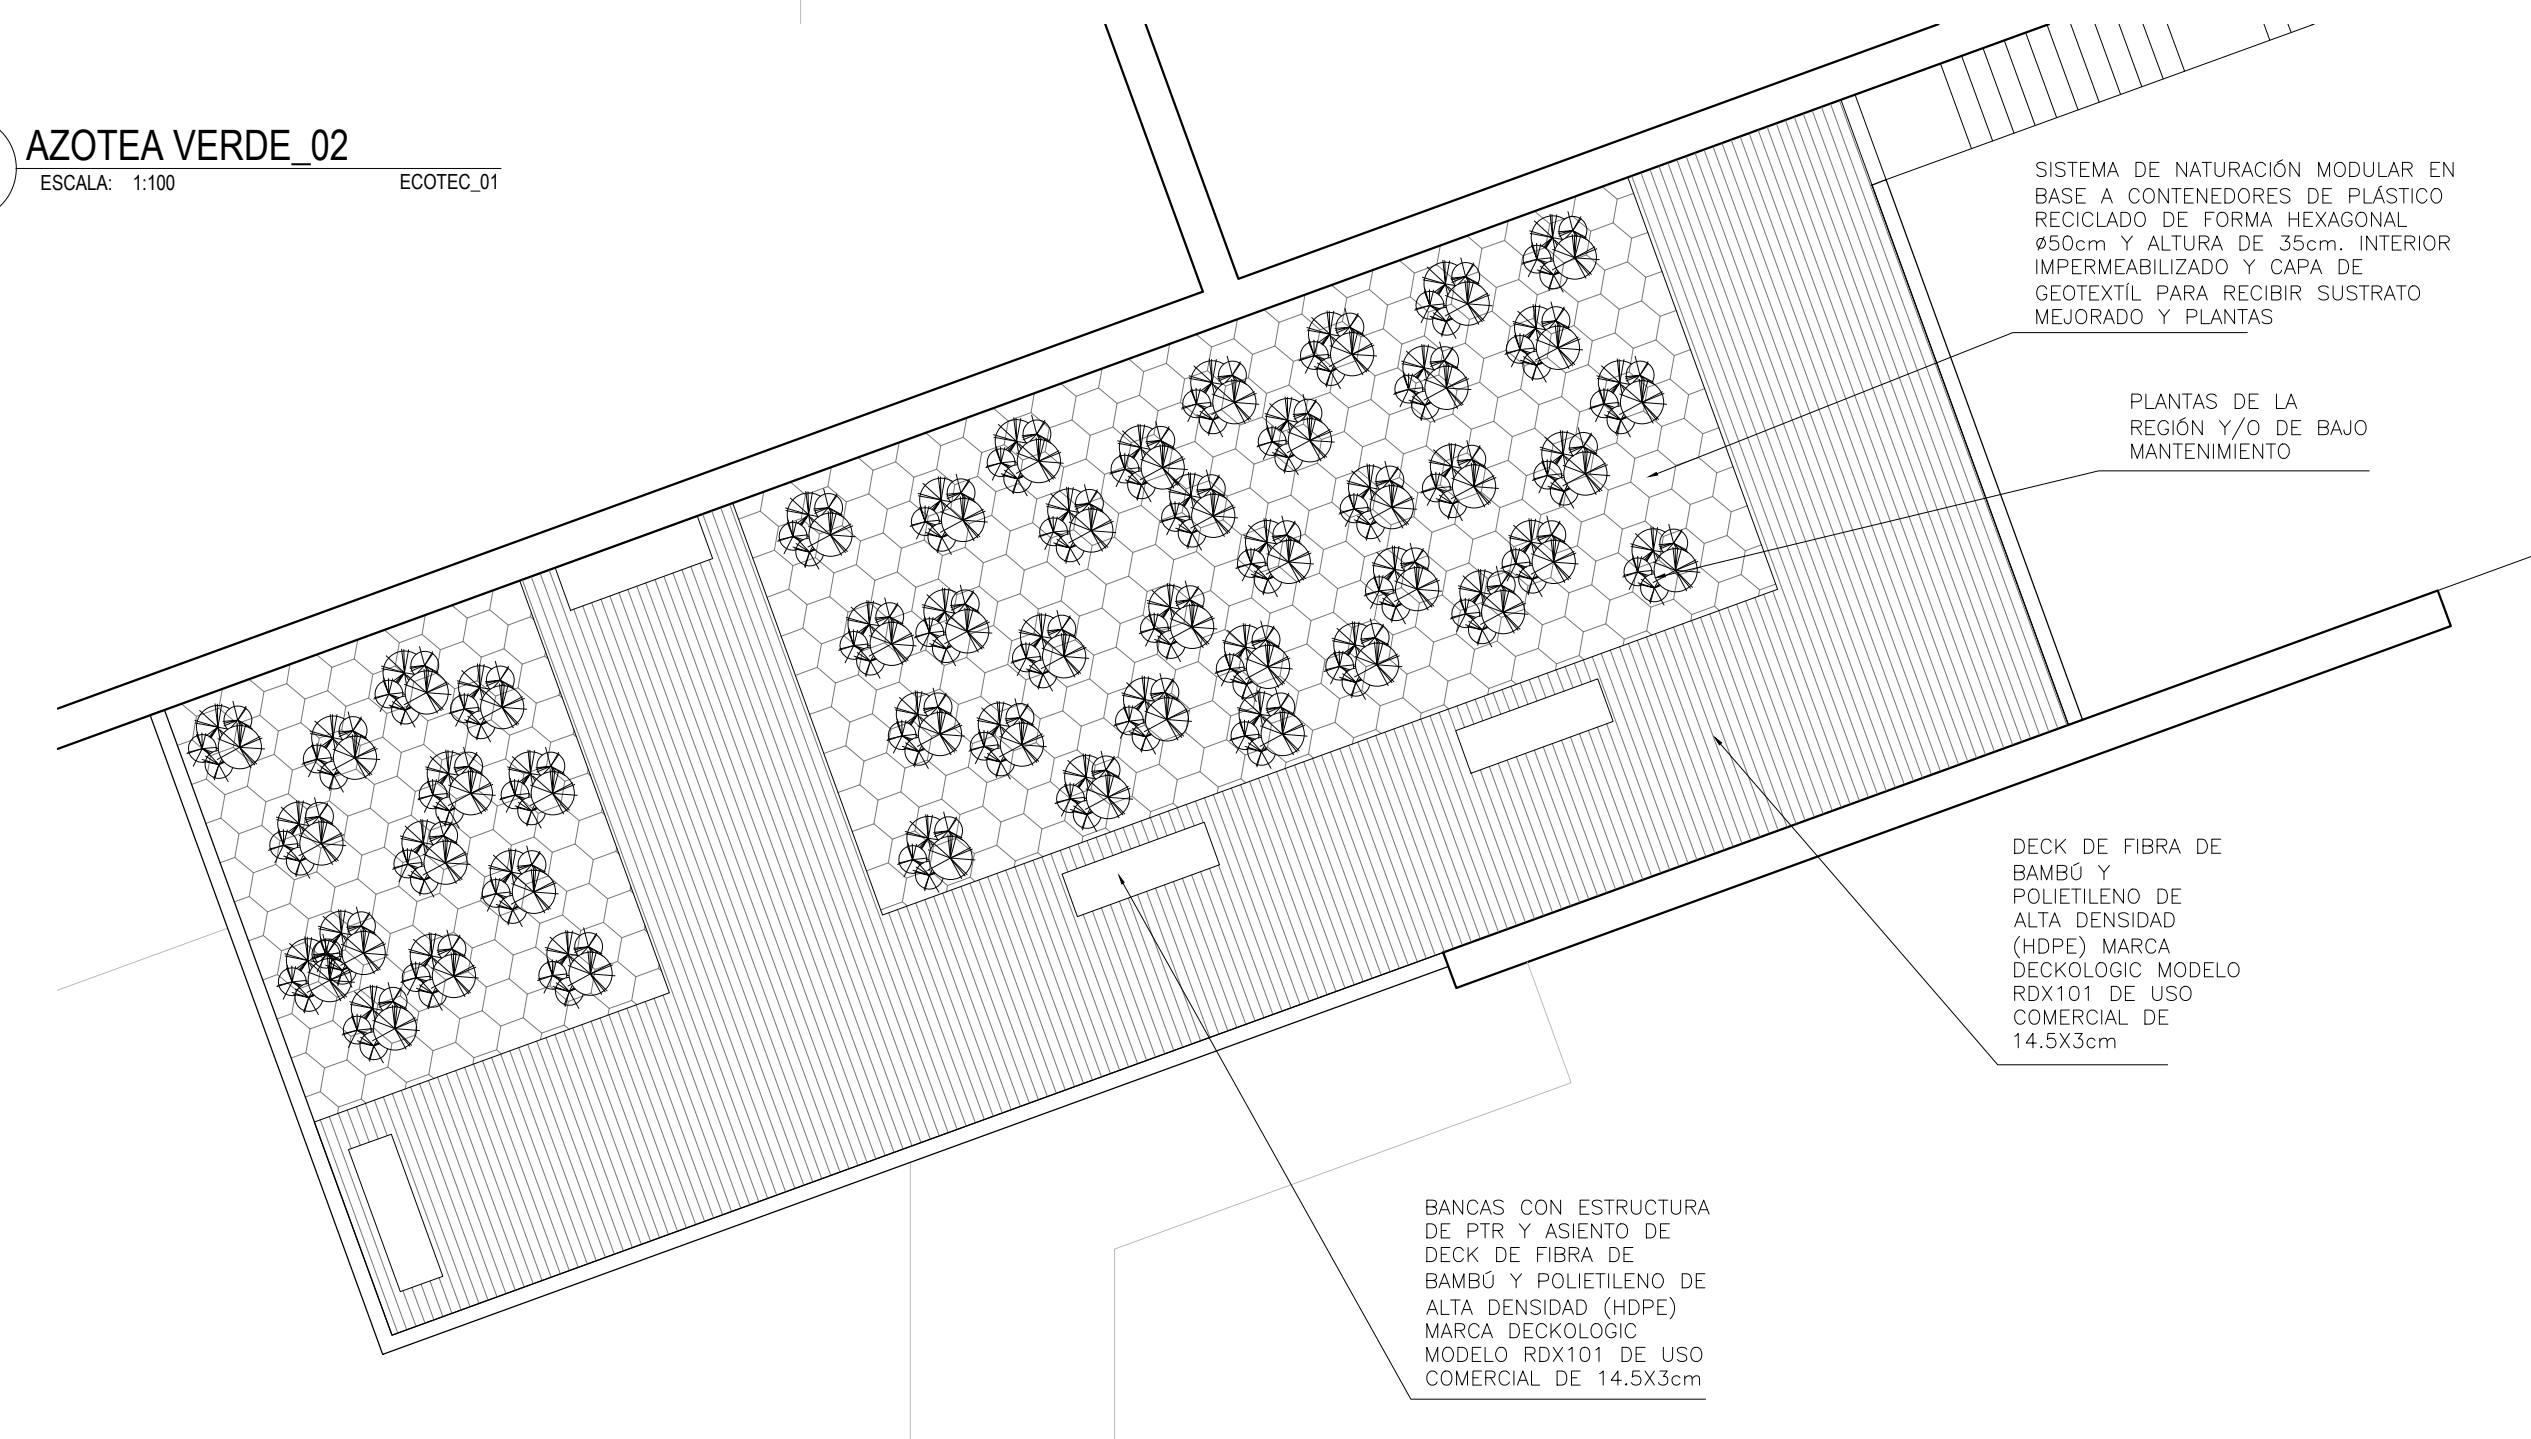 AZOTEA VERDE_02
ESCALA: 1:100 ECOTEC_01
SISTEMA DE NATURACIÓN MODULAR EN
BASE A CONTENEDORES DE PLÁSTICO
RECICLADO DE FORMA HEXAGONAL
Ø50cm Y ALTURA DE 35cm. INTERIOR
IMPERMEABILIZADO Y CAPA DE
GEOTEXTÍL PARA RECIBIR SUSTRATO
MEJORADO Y PLANTAS
PLANTAS DE LA
REGIÓN Y/O DE BAJO
MANTENIMIENTO
DECK DE FIBRA DE
BAMBÚ Y
POLIETILENO DE
ALTA DENSIDAD
(HDPE) MARCA
DECKOLOGIC MODELO
RDX101 DE USO
COMERCIAL DE
14.5X3cm
BANCAS CON ESTRUCTURA
DE PTR Y ASIENTO DE
DECK DE FIBRA DE
BAMBÚ Y POLIETILENO DE
ALTA DENSIDAD (HDPE)
MARCA DECKOLOGIC
MODELO RDX101 DE USO
COMERCIAL DE 14.5X3cm